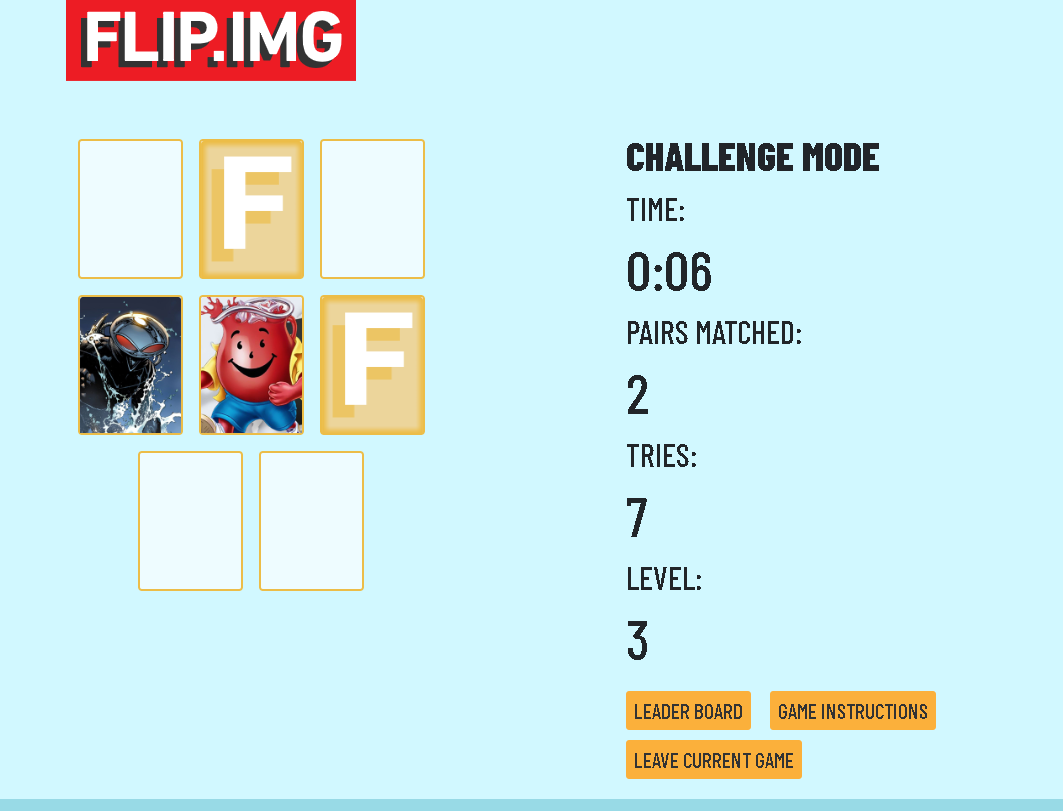 FLIP.IMG
F
F
CHALLENGE MODE
TIME:
0:06
PAIRS MATCHED:
2
TRIES:
7
LEVEL:
3
LEADER BOARD
GAME INSTRUCTIONS
LEAVE CURRENT GAME